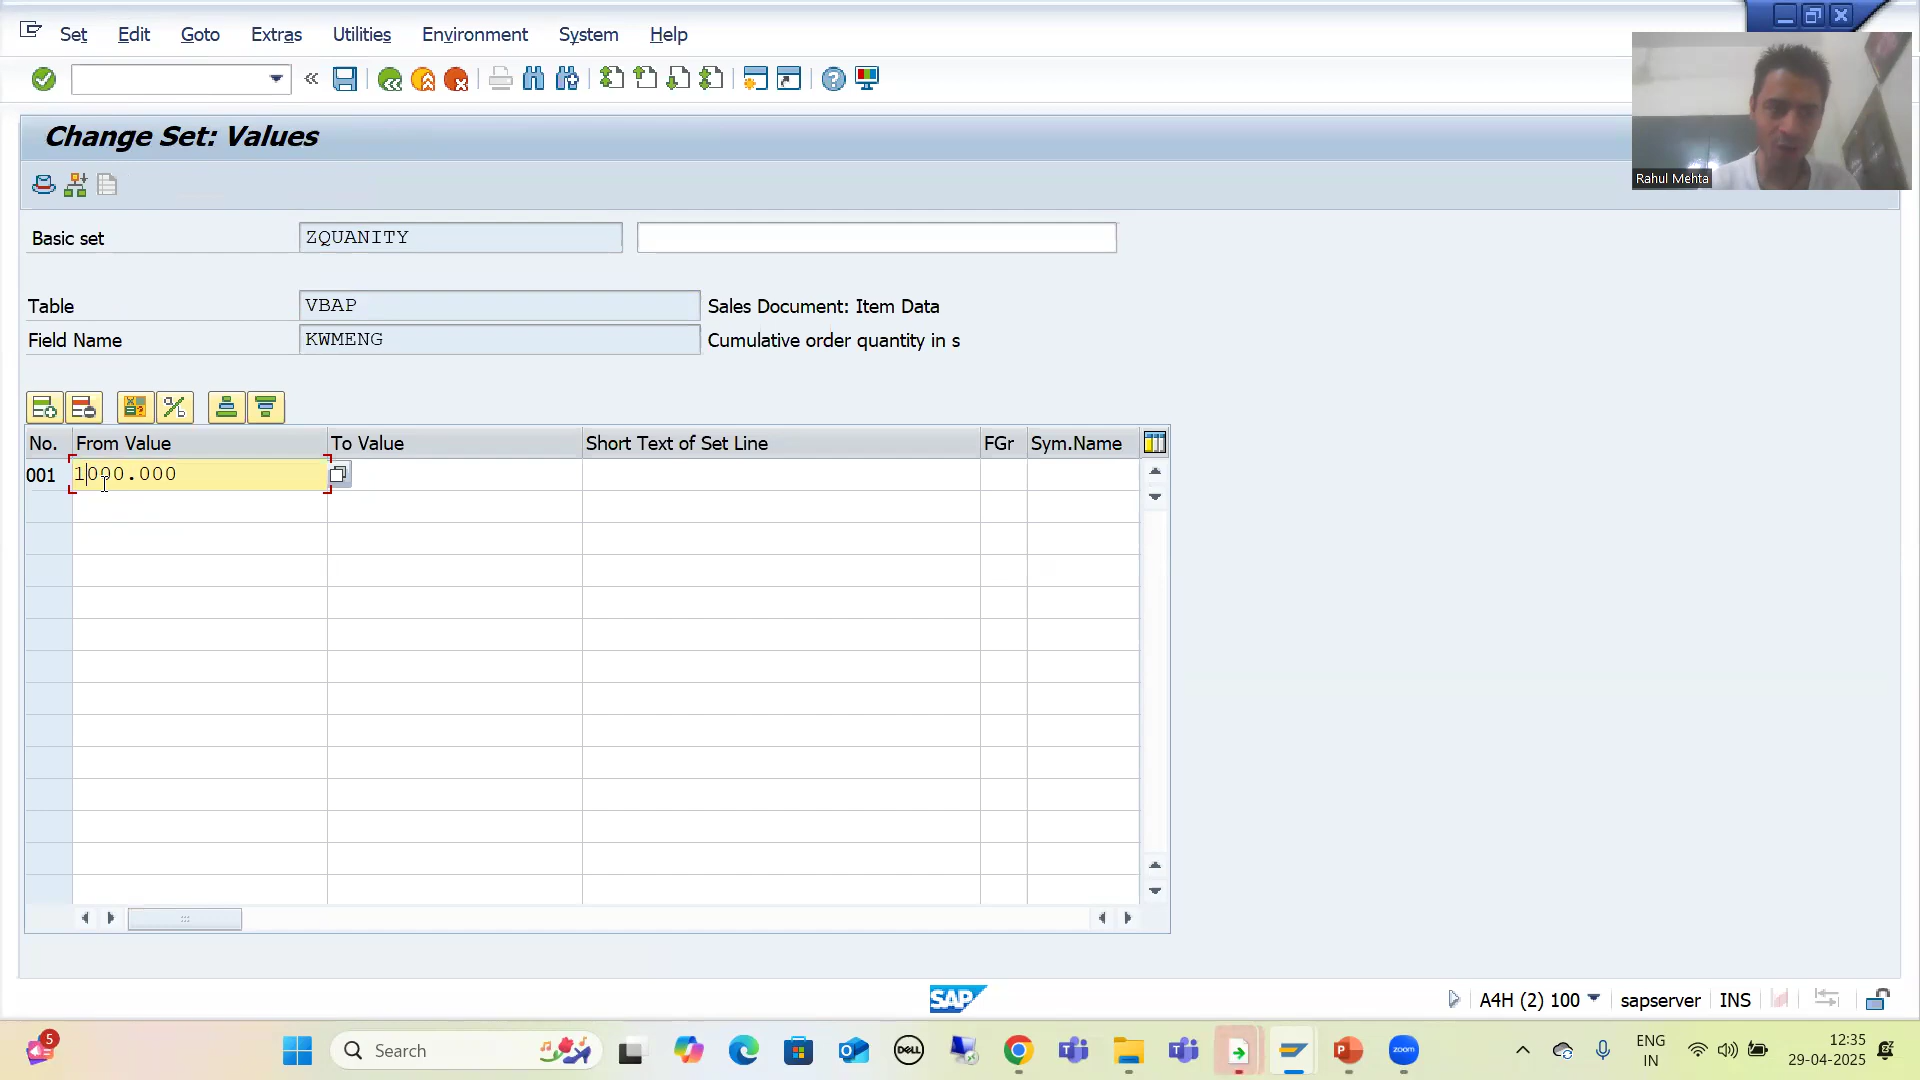 Set Edit Goto Extras Utilities Environment System Help
Rahul Mehta
Change Set: Values
Basic set ZQUANITY
Table VBAP Sales Document: Item Data
Field Name KWMENG Cumulative order quantity in s
No. From Value To Value Short Text of Set Line FGr Sym.Name
001 1000.000
SAP A4H (2) 100 sapserver INS
5 Search DELL zoom ENG 12:35
IN 29-04-2025